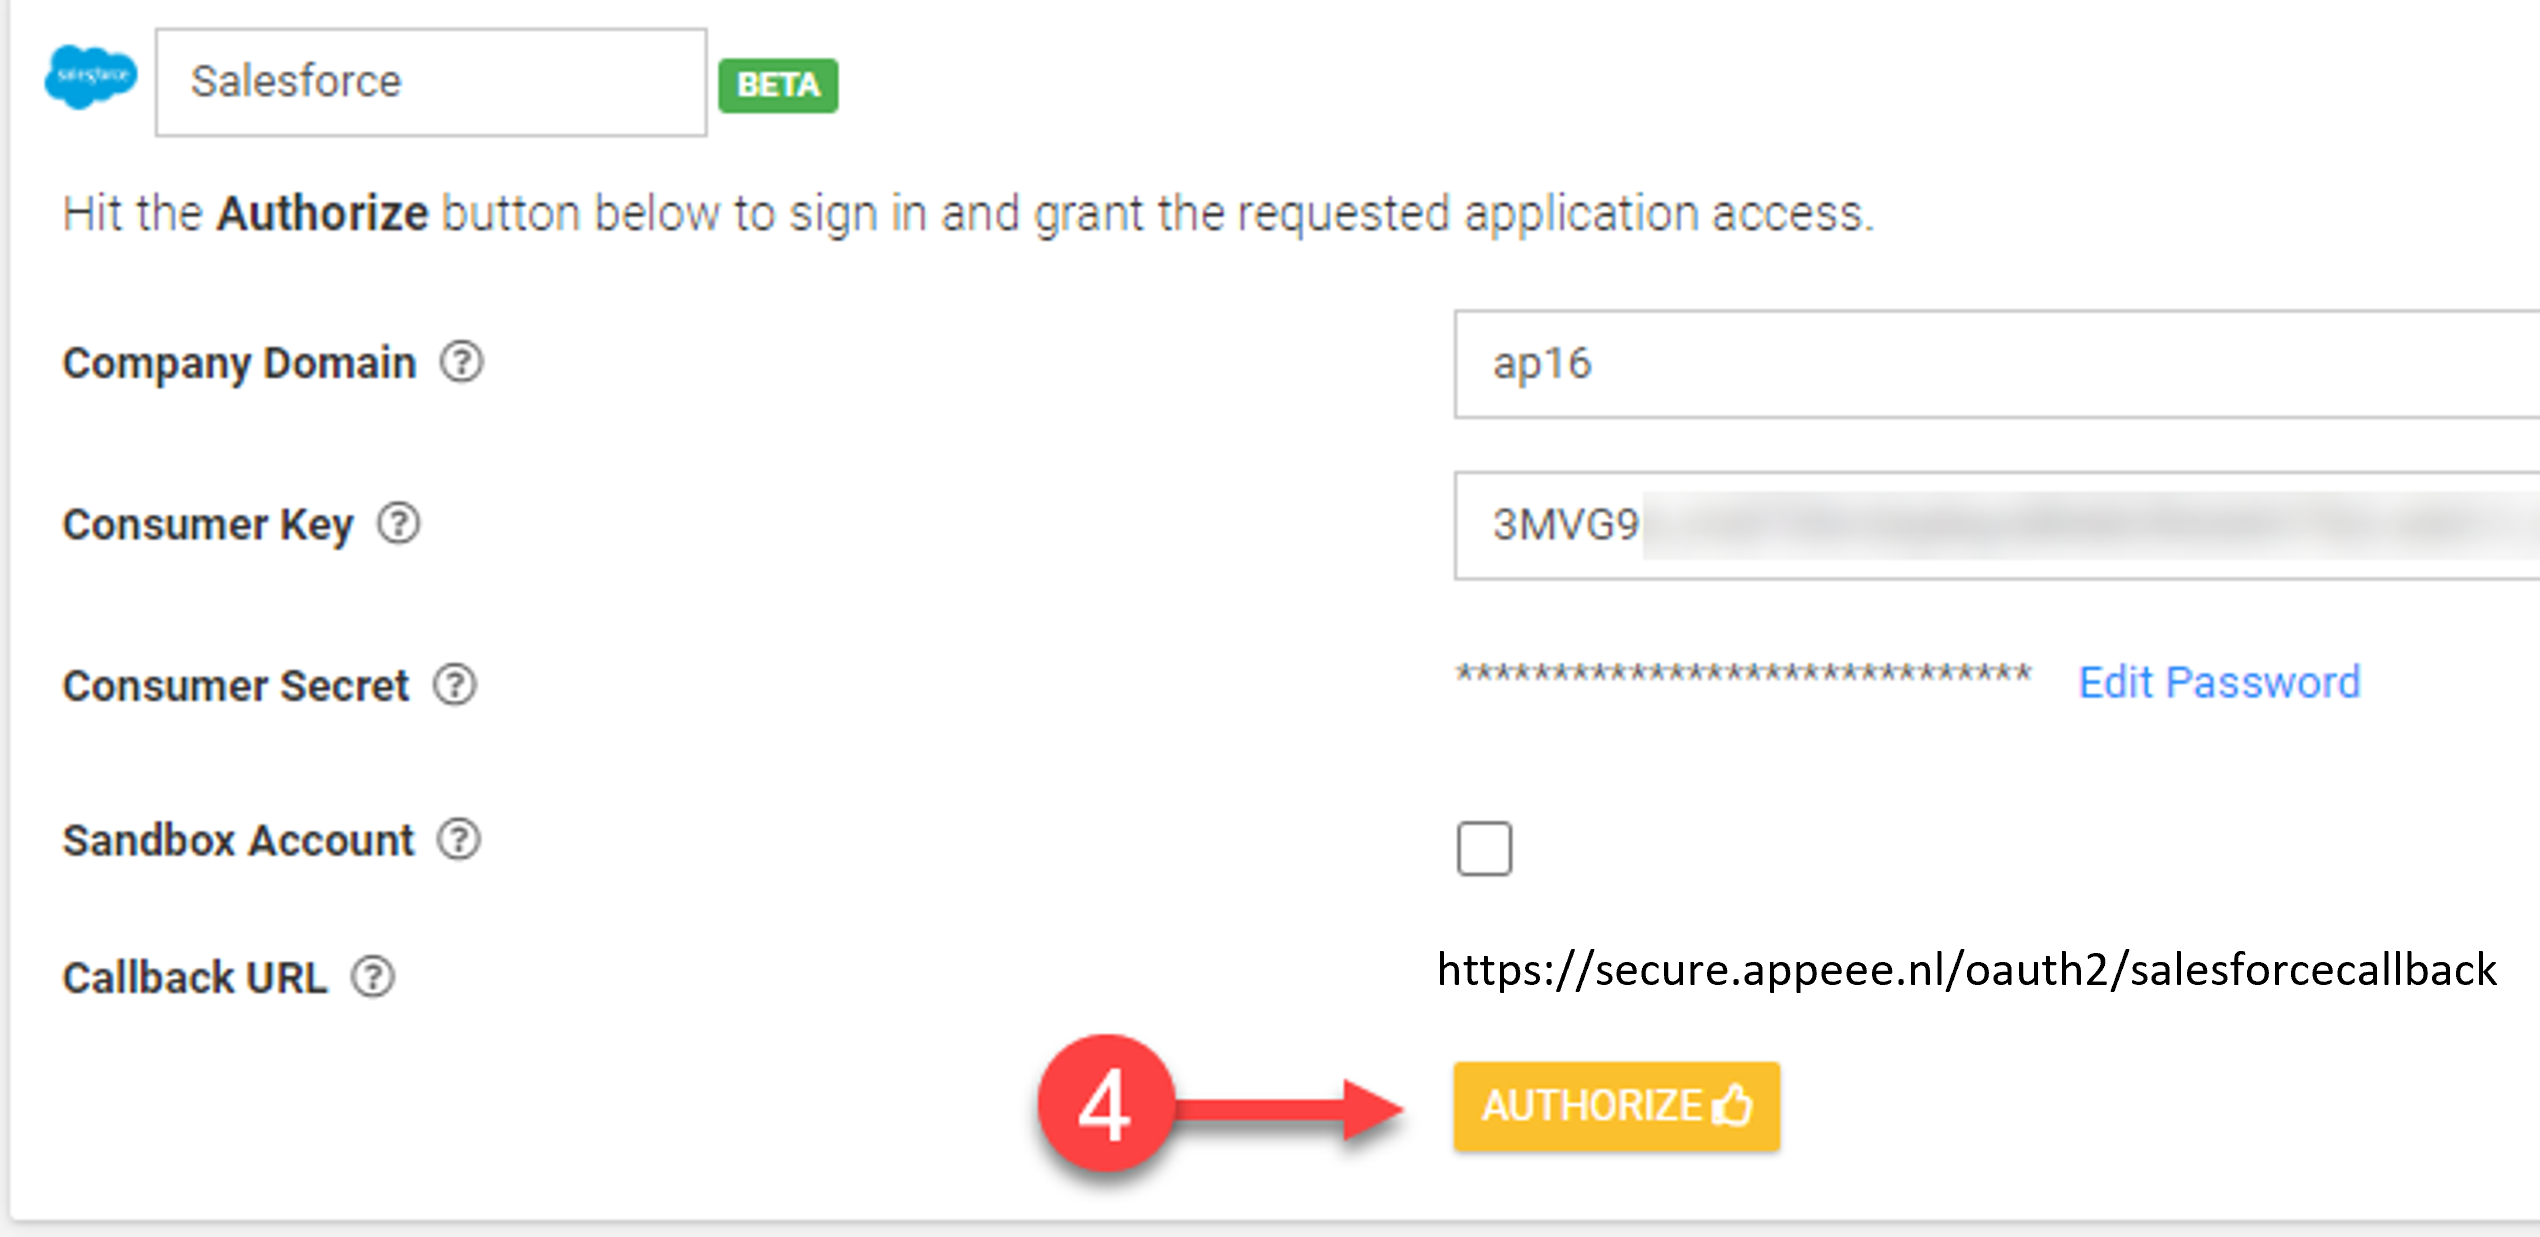 salesforce Salesforce BETA
Hit the Authorize button below to sign in and grant the requested application access.
Company Domain ? ap16
Consumer Key ? 3MVG9
Consumer Secret ? ****************************** Edit Password
Sandbox Account ?
Callback URL ? https://secure.appeee.nl/oauth2/salesforcecallback
4 AUTHORIZE